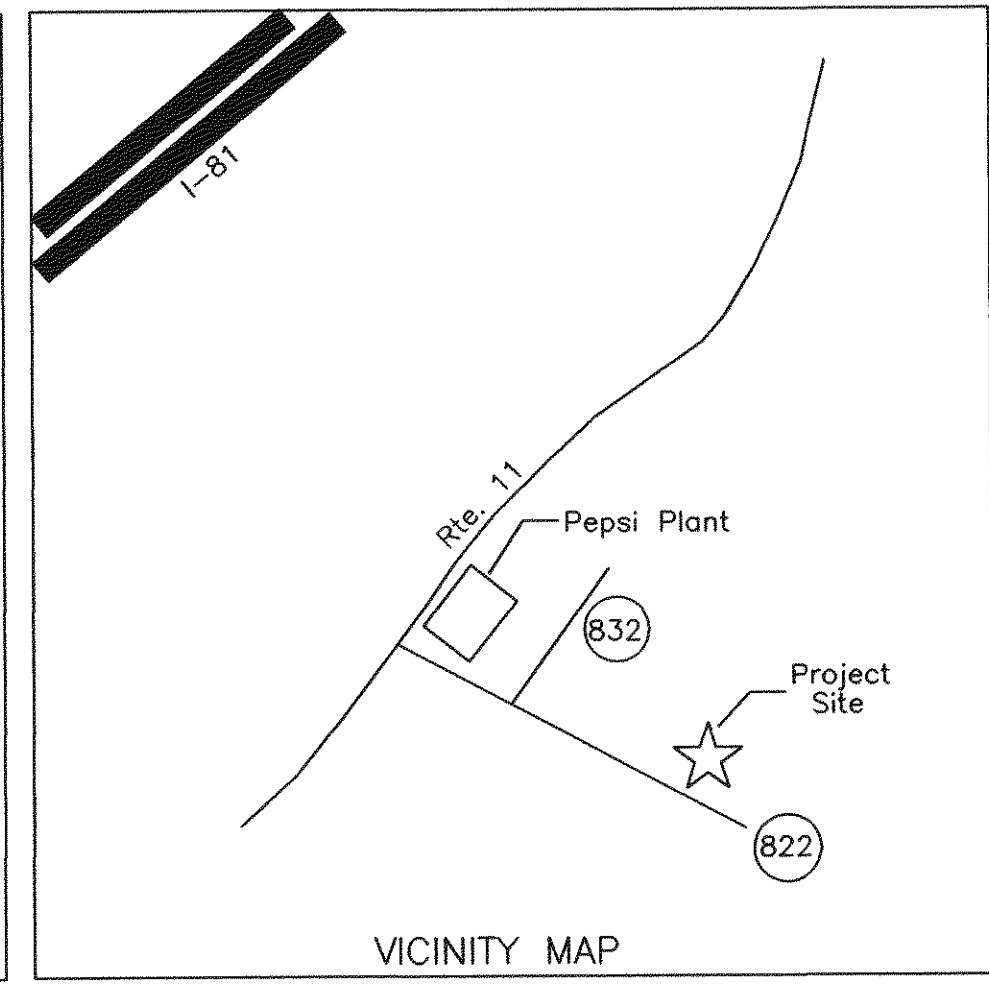 I-81
Rte. 11
Pepsi Plant
832
Project
Site
822
VICINITY MAP